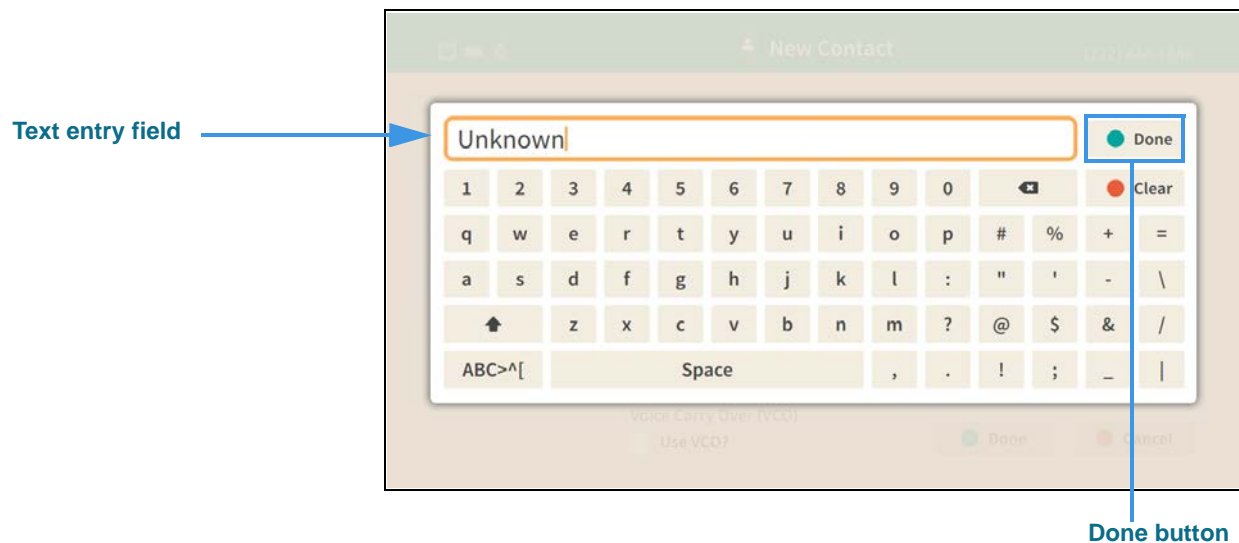 New Contact
Text entry field
Unknown
Done
1 2 3 4 5 6 7 8 9 0 Clear
q w e r t y u i o p # % + =
a s d f g h j k l : " ' - \
z x c v b n m ? @ $ & /
ABC>^[ Space , . ! ; _ |
Voice Carry Over (VCO)
Use VCO? Done Cancel
Done button